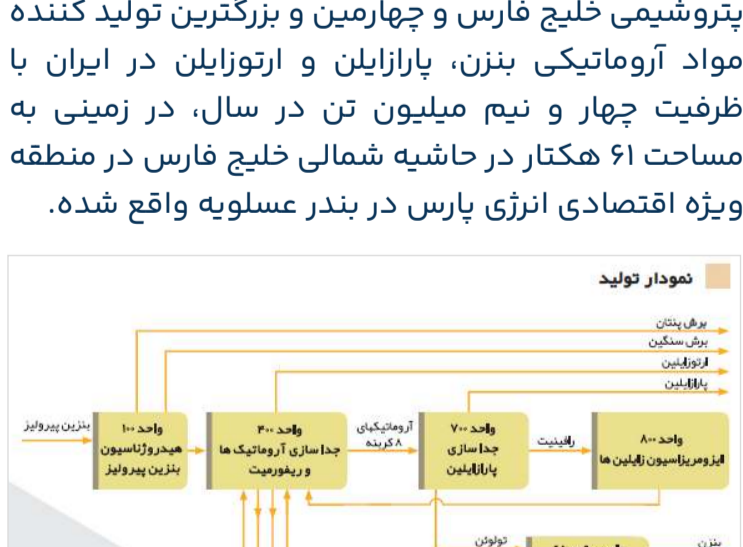 پتروشیمی خلیج فارس و چهارمین و بزرگترین تولید کننده
مواد آروماتیکی بنزن، پارازایلن و ارتوزایلن در ایران با
ظرفیت چهار و نیم میلیون تن در سال، در زمینی به
مساحت ۶۱ هکتار در حاشیه شمالی خلیج فارس در منطقه
ویژه اقتصادی انرژی پارس در بندر عسلویه واقع شده.
نمودار تولید
برش پنتان
برش سنگین
ارتوزایلین
پارازایلین
بنزین پیرولیز
واحد ۱۰۰
هیدروژناسیون
بنزین پیرولیز
واحد ۳۰۰
جداسازی آروماتیک ها
و ریفورمیت
آروماتیکهای
۸ کربنه
واحد ۷۰۰
جداسازی
پارازایلین
رافینیت
واحد ۸۰۰
ایزومریزاسیون زایلین ها
تولوئن
بنزن